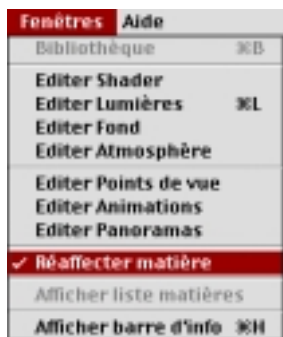 Fenêtres Aide
Bibliothèque ⌘B
Editer Shader
Editer Lumières ⌘L
Editer Fond
Editer Atmosphère
Editer Points de vue
Editer Animations
Editer Panoramas
✓ Réaffecter matière
Afficher liste matières
Afficher barre d'info ⌘H